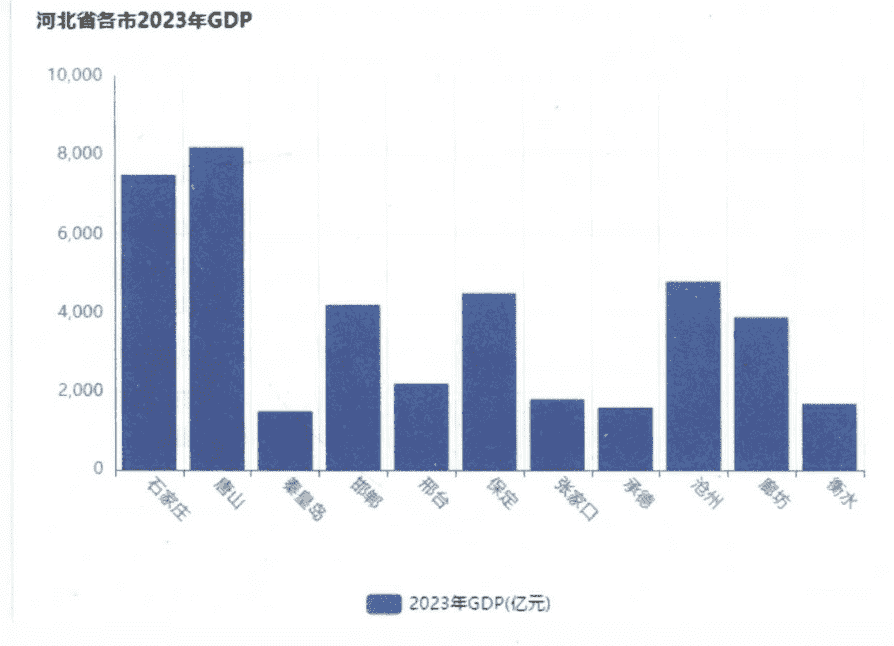 河北省各市2023年GDP
10,000
8,000
6,000
4,000
2,000
0
石家庄
唐山
秦皇岛
邯郸
邢台
保定
张家口
承德
沧州
廊坊
衡水
2023年GDP(亿元)